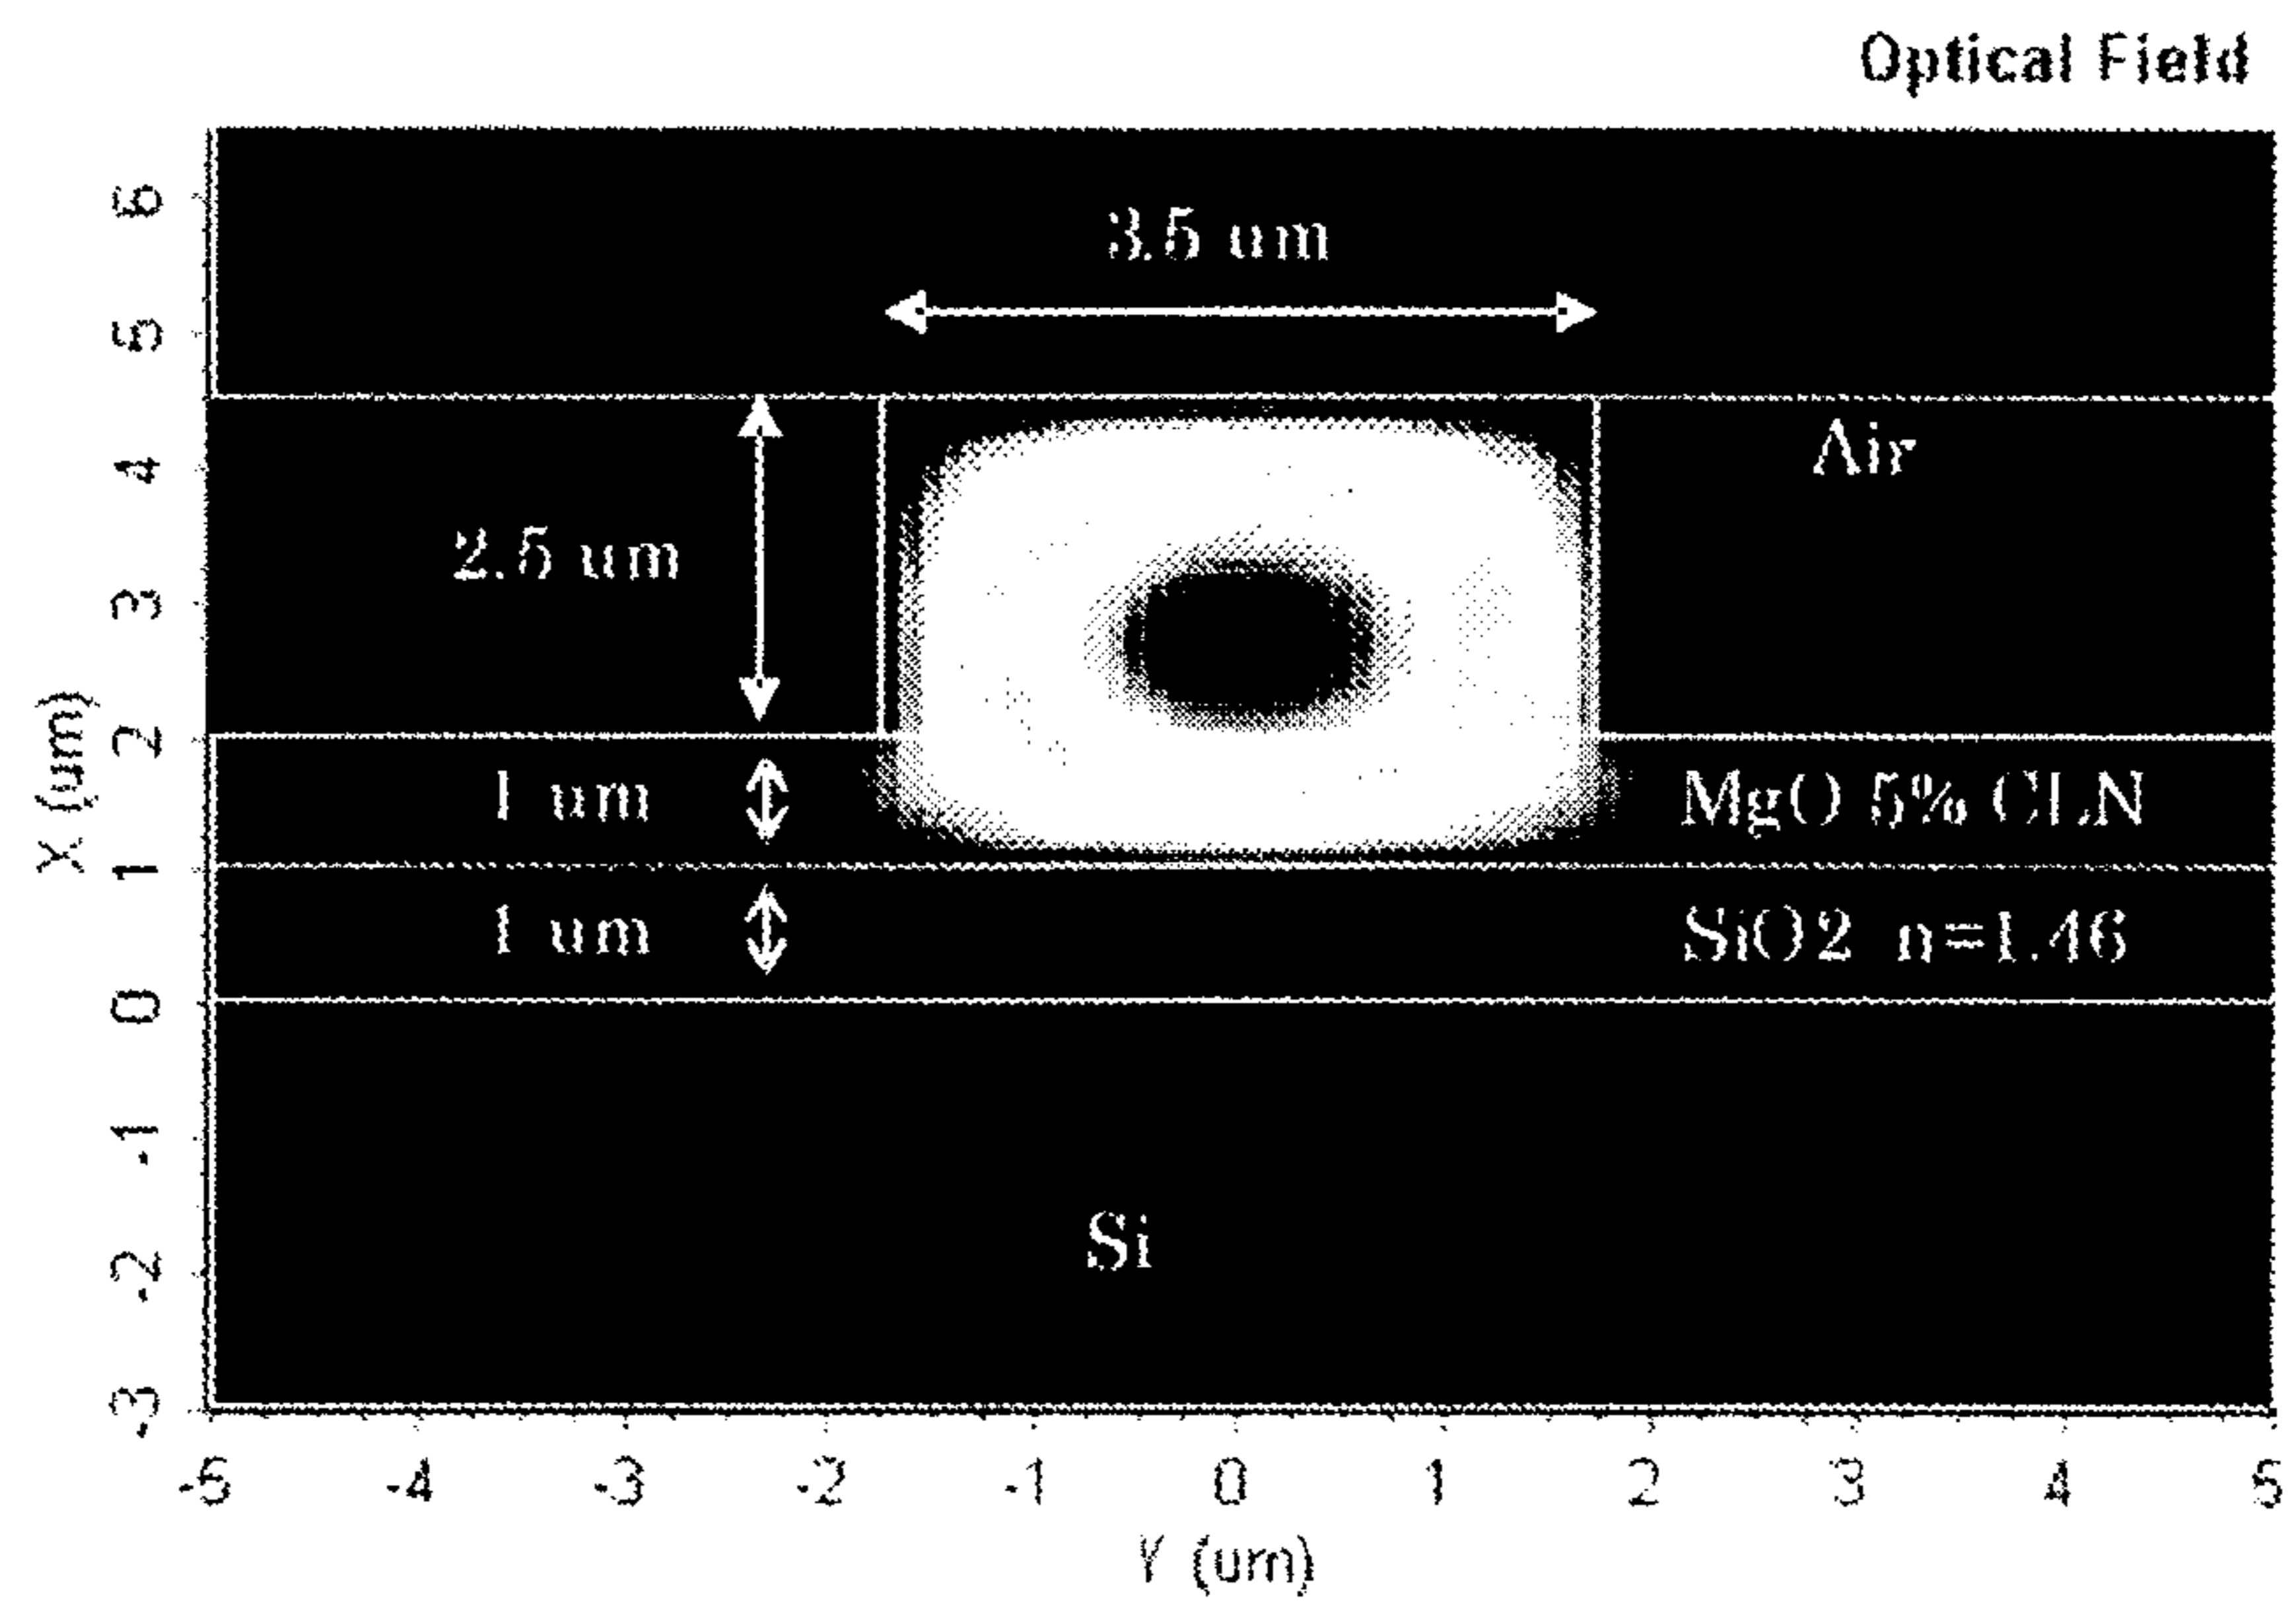 Optical Field
6
3.5 um
5
Air
4
2.5 um
3
X (um)
2
1 um
MgO 5% CLN
1
1 um
SiO2 n=1.46
0
-1
Si
-2
-3
-5 -4 -3 -2 -1 0 1 2 3 4 5
Y (um)